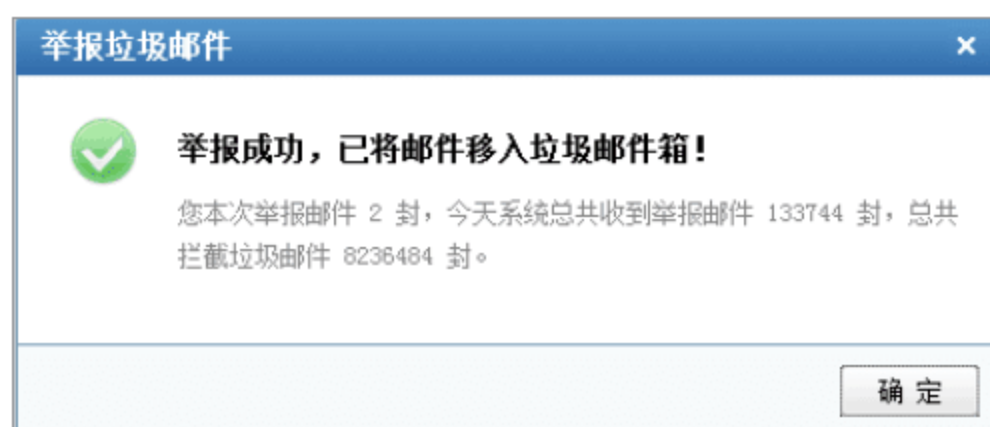 举报垃圾邮件
举报成功，已将邮件移入垃圾邮件箱！
您本次举报邮件 2 封，今天系统总共收到举报邮件 133744 封，总共
拦截垃圾邮件 8236484 封。
确 定